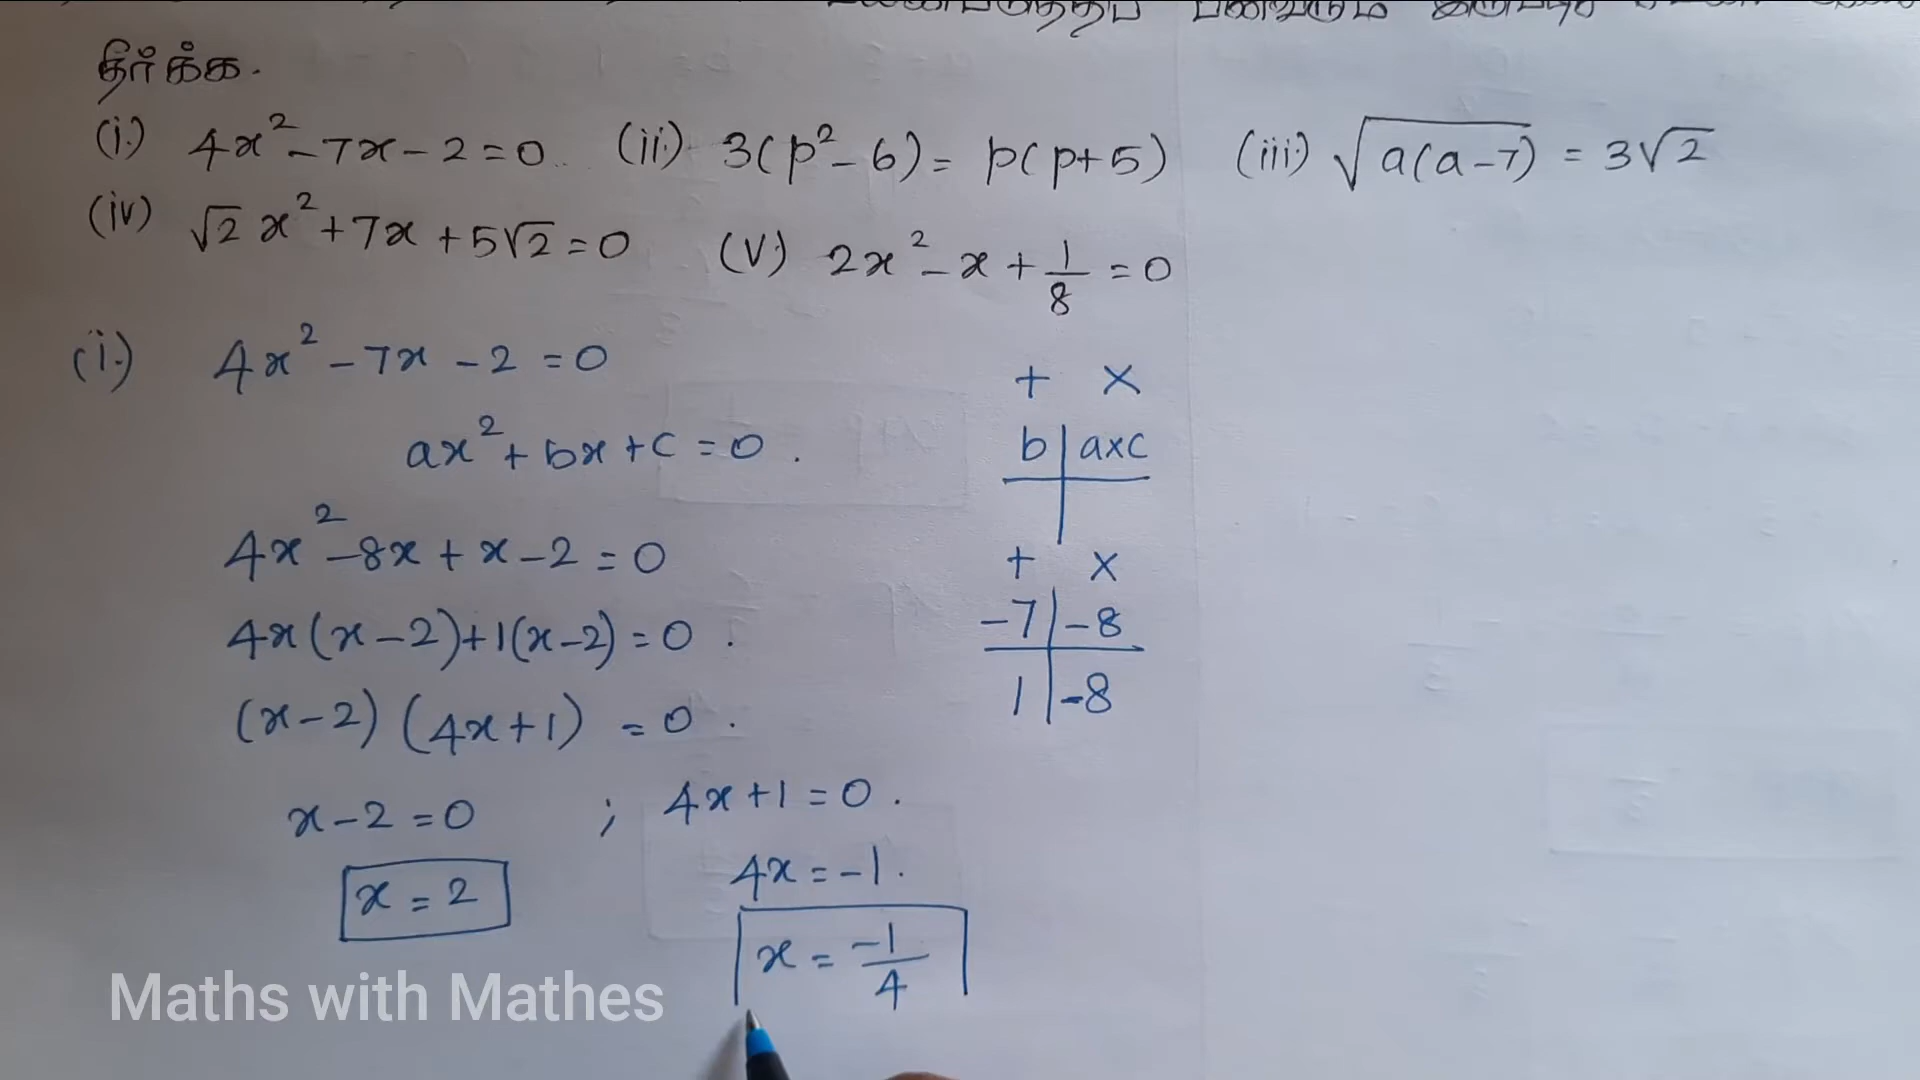 தீர்க்க.
(i) 4x² - 7x - 2 = 0 (ii) 3(p² - 6) = p(p + 5) (iii) √(a(a - 7)) = 3√2
(iv) √2 x² + 7x + 5√2 = 0 (v) 2x² - x + 1/8 = 0
(i) 4x² - 7x - 2 = 0
ax² + bx + c = 0.
4x² - 8x + x - 2 = 0
4x(x - 2) + 1(x - 2) = 0.
(x - 2) (4x + 1) = 0.
x - 2 = 0 ; 4x + 1 = 0.
4x = -1.
x = 2
x = -1/4
+ ×
b | a×c
+ ×
-7 | -8
1 | -8
Maths with Mathes